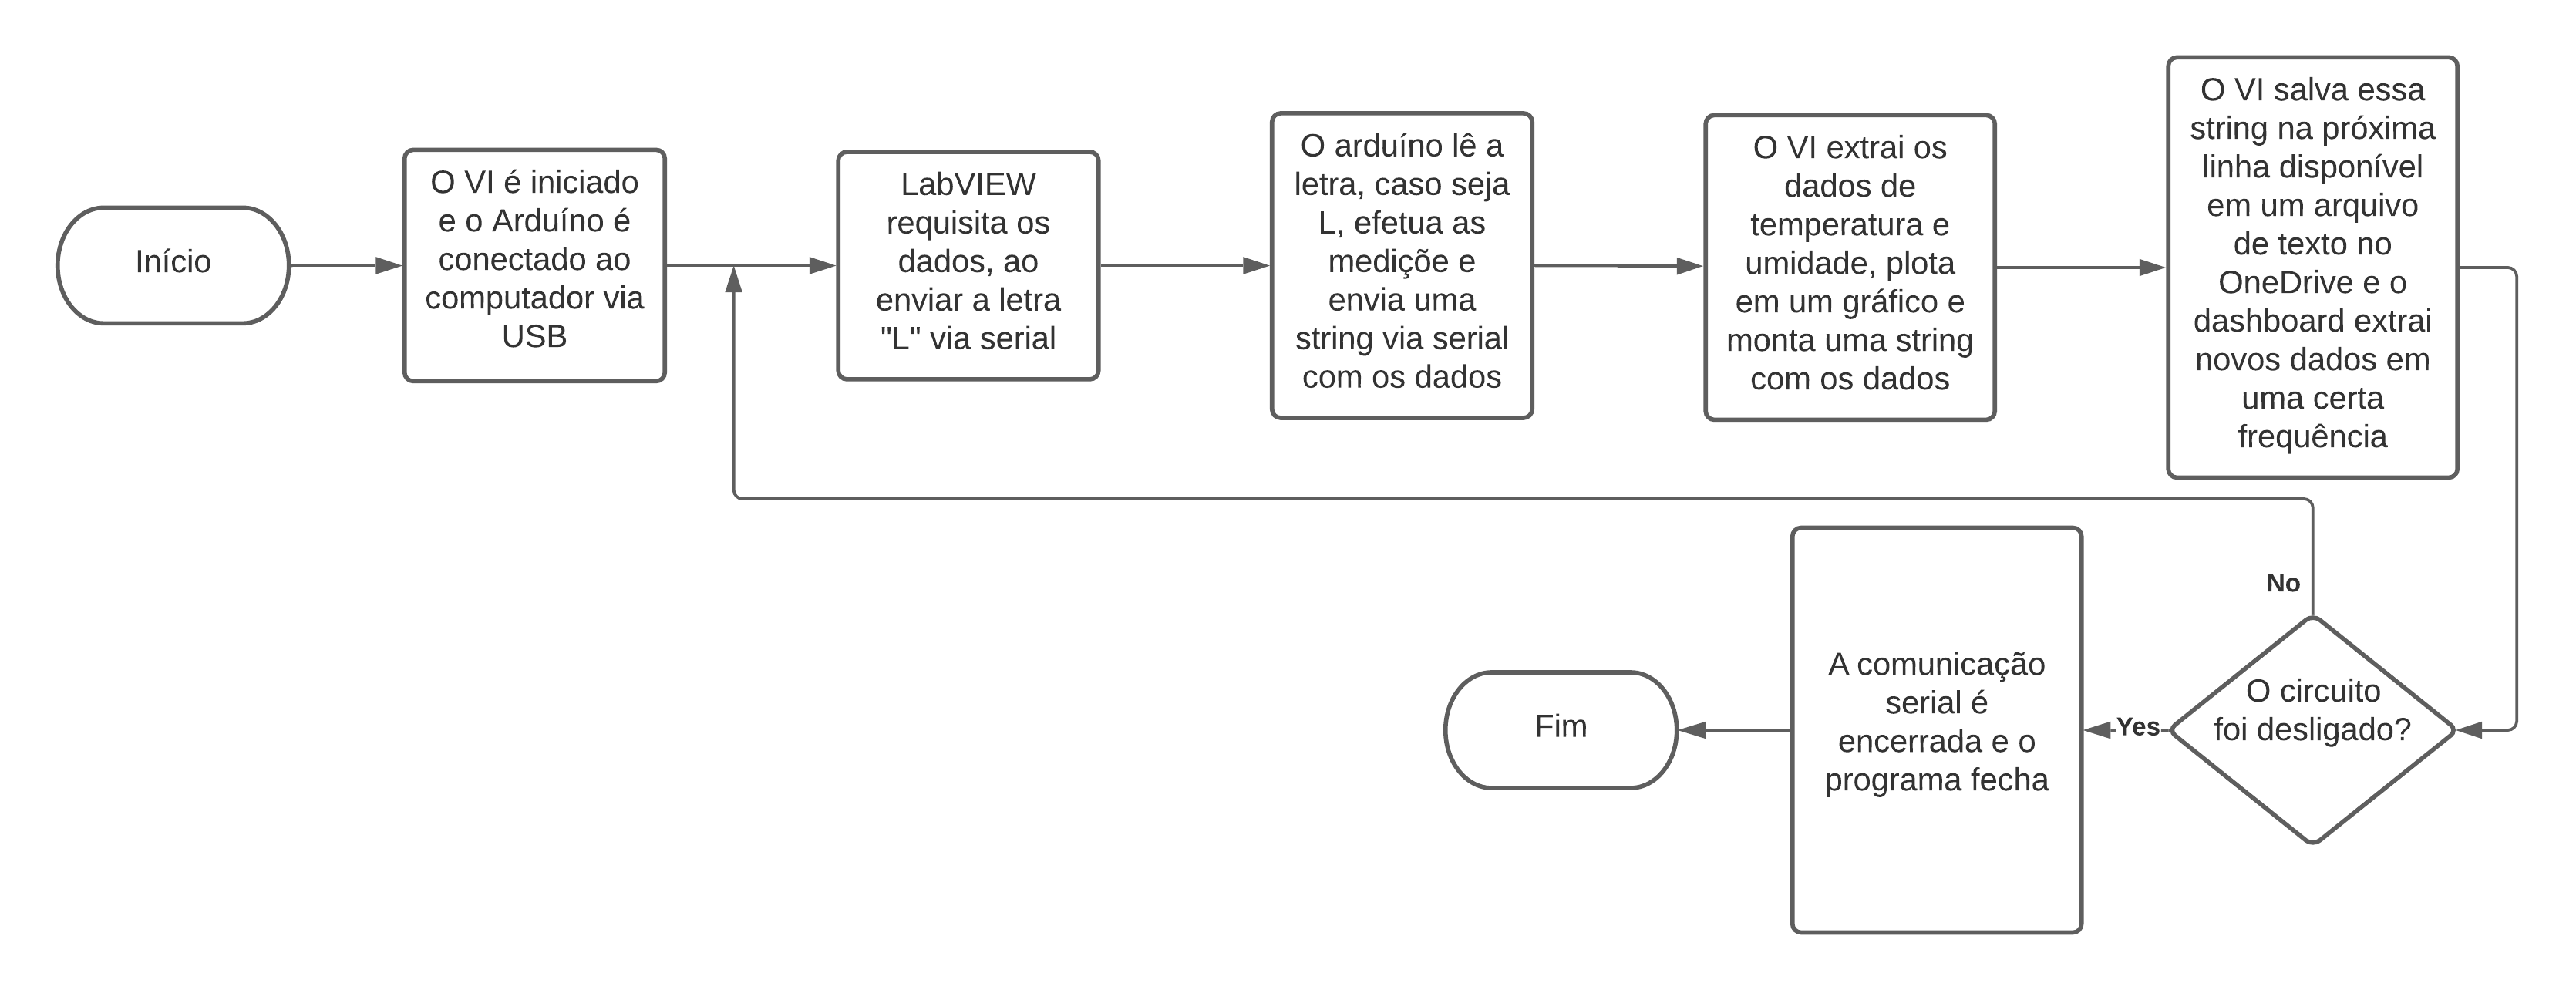 Início
O VI é iniciado
e o Arduíno é
conectado ao
computador via
USB
LabVIEW
requisita os
dados, ao
enviar a letra
"L" via serial
O arduíno lê a
letra, caso seja
L, efetua as
mediçõe e
envia uma
string via serial
com os dados
O VI extrai os
dados de
temperatura e
umidade, plota
em um gráfico e
monta uma string
com os dados
O VI salva essa
string na próxima
linha disponível
em um arquivo
de texto no
OneDrive e o
dashboard extrai
novos dados em
uma certa
frequência
O circuito
foi desligado?
No
Yes
A comunicação
serial é
encerrada e o
programa fecha
Fim